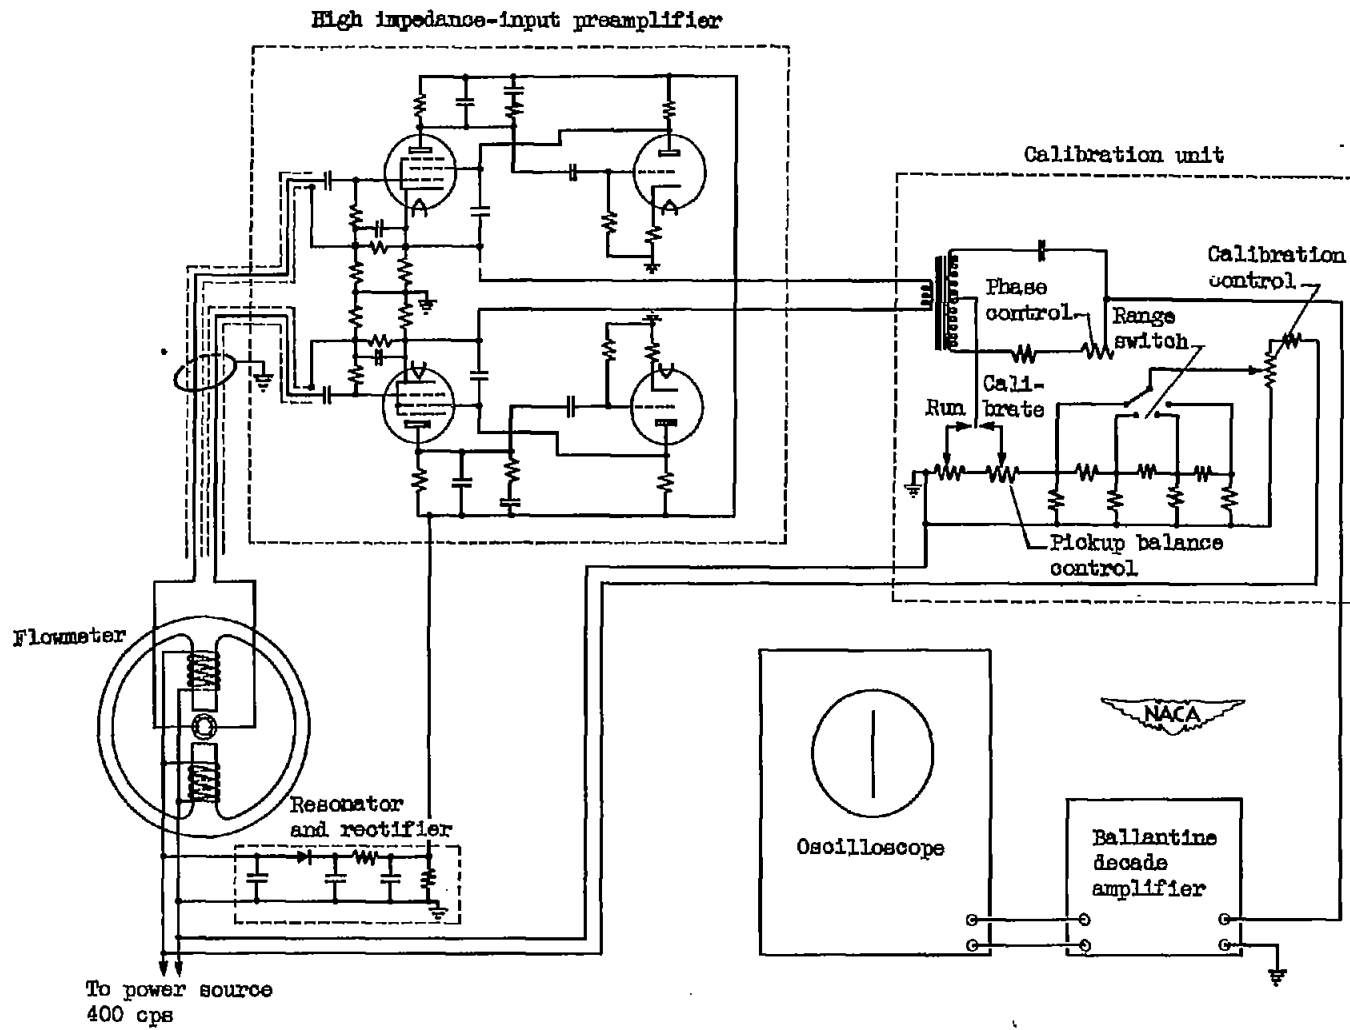 High impedance-input preamplifier
Calibration unit
Calibration
control
Phase
control
Range
switch
Cali-
brate
Run
Pickup balance
control
Flowmeter
Resonator
and rectifier
Oscilloscope
NACA
Ballantine
decade
amplifier
To power source
400 cps